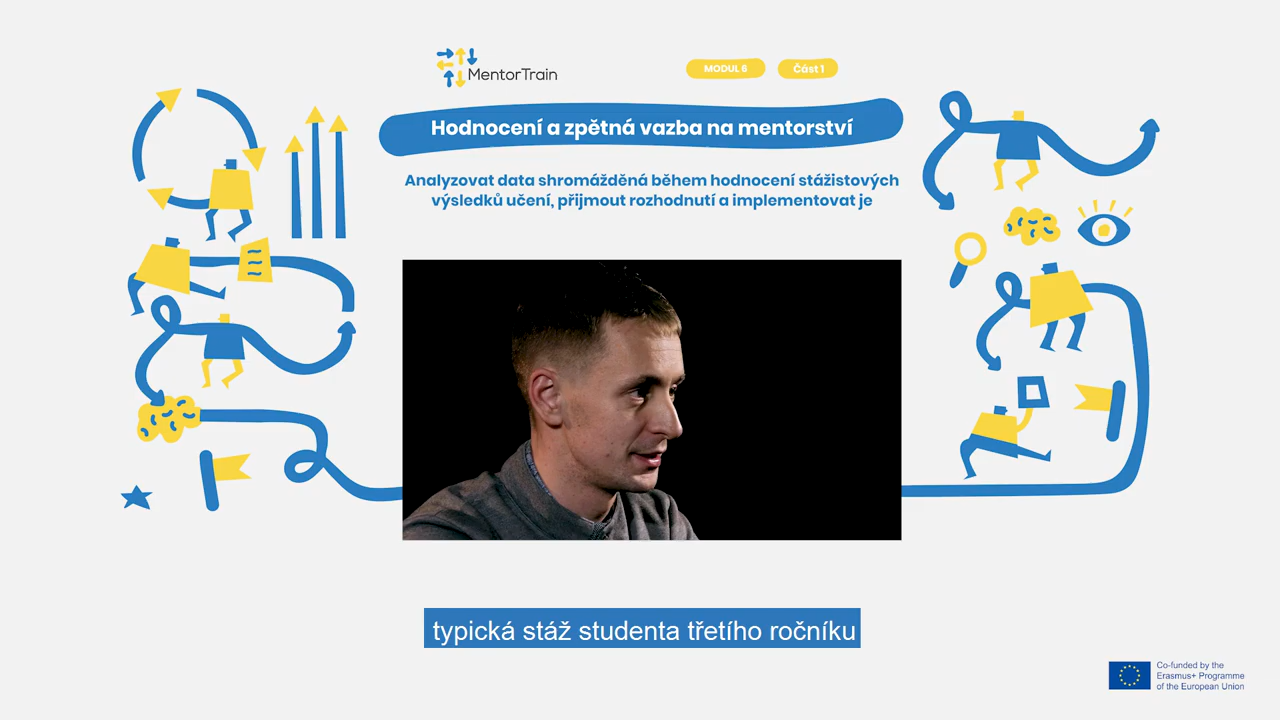 MentorTrain
MODUL 6
Část 1
Hodnocení a zpětná vazba na mentorství
Analyzovat data shromážděná během hodnocení stážistových
výsledků učení, přijmout rozhodnutí a implementovat je
typická stáž studenta třetího ročníku
Co-funded by the
Erasmus+ Programme
of the European Union